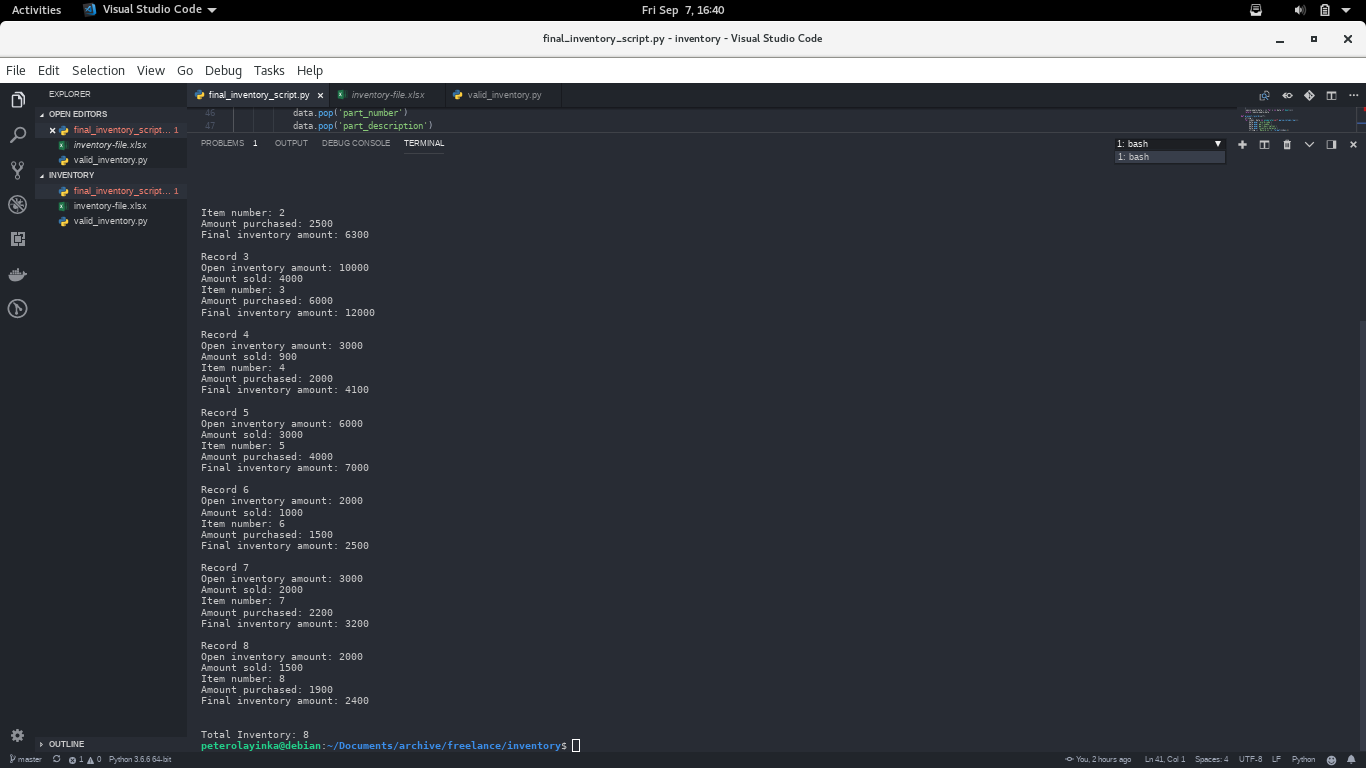 Activities
Visual Studio Code
Fri Sep 7, 16:40
final_inventory_script.py - inventory - Visual Studio Code
File Edit Selection View Go Debug Tasks Help
EXPLORER
OPEN EDITORS
final_inventory_script... 1
inventory-file.xlsx
valid_inventory.py
INVENTORY
final_inventory_script... 1
inventory-file.xlsx
valid_inventory.py
OUTLINE
final_inventory_script.py
inventory-file.xlsx
valid_inventory.py
46 data.pop('part_number')
47 data.pop('part_description')
PROBLEMS 1 OUTPUT DEBUG CONSOLE TERMINAL
1: bash
1: bash
Item number: 2
Amount purchased: 2500
Final inventory amount: 6300
Record 3
Open inventory amount: 10000
Amount sold: 4000
Item number: 3
Amount purchased: 6000
Final inventory amount: 12000
Record 4
Open inventory amount: 3000
Amount sold: 900
Item number: 4
Amount purchased: 2000
Final inventory amount: 4100
Record 5
Open inventory amount: 6000
Amount sold: 3000
Item number: 5
Amount purchased: 4000
Final inventory amount: 7000
Record 6
Open inventory amount: 2000
Amount sold: 1000
Item number: 6
Amount purchased: 1500
Final inventory amount: 2500
Record 7
Open inventory amount: 3000
Amount sold: 2000
Item number: 7
Amount purchased: 2200
Final inventory amount: 3200
Record 8
Open inventory amount: 2000
Amount sold: 1500
Item number: 8
Amount purchased: 1900
Final inventory amount: 2400
Total Inventory: 8
peterolayinka@debian:~/Documents/archive/freelance/inventory$
master 1 0 Python 3.6.6 64-bit
You, 2 hours ago Ln 41, Col 1 Spaces: 4 UTF-8 LF Python